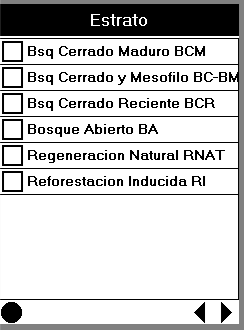 Estrato
Bsq Cerrado Maduro BCM
Bsq Cerrado y Mesofilo BC-BM
Bsq Cerrado Reciente BCR
Bosque Abierto BA
Regeneracion Natural RNAT
Reforestacion Inducida RI